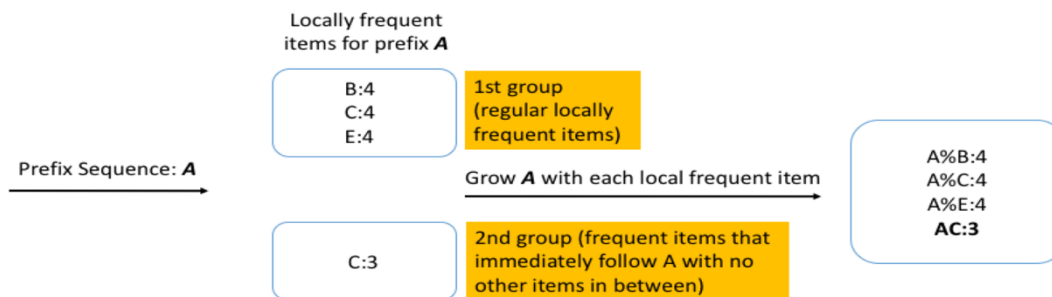 Locally frequent
items for prefix A
B:4
C:4
E:4
1st group
(regular locally
frequent items)
Prefix Sequence: A
Grow A with each local frequent item
A%B:4
A%C:4
A%E:4
AC:3
C:3
2nd group (frequent items that
immediately follow A with no
other items in between)